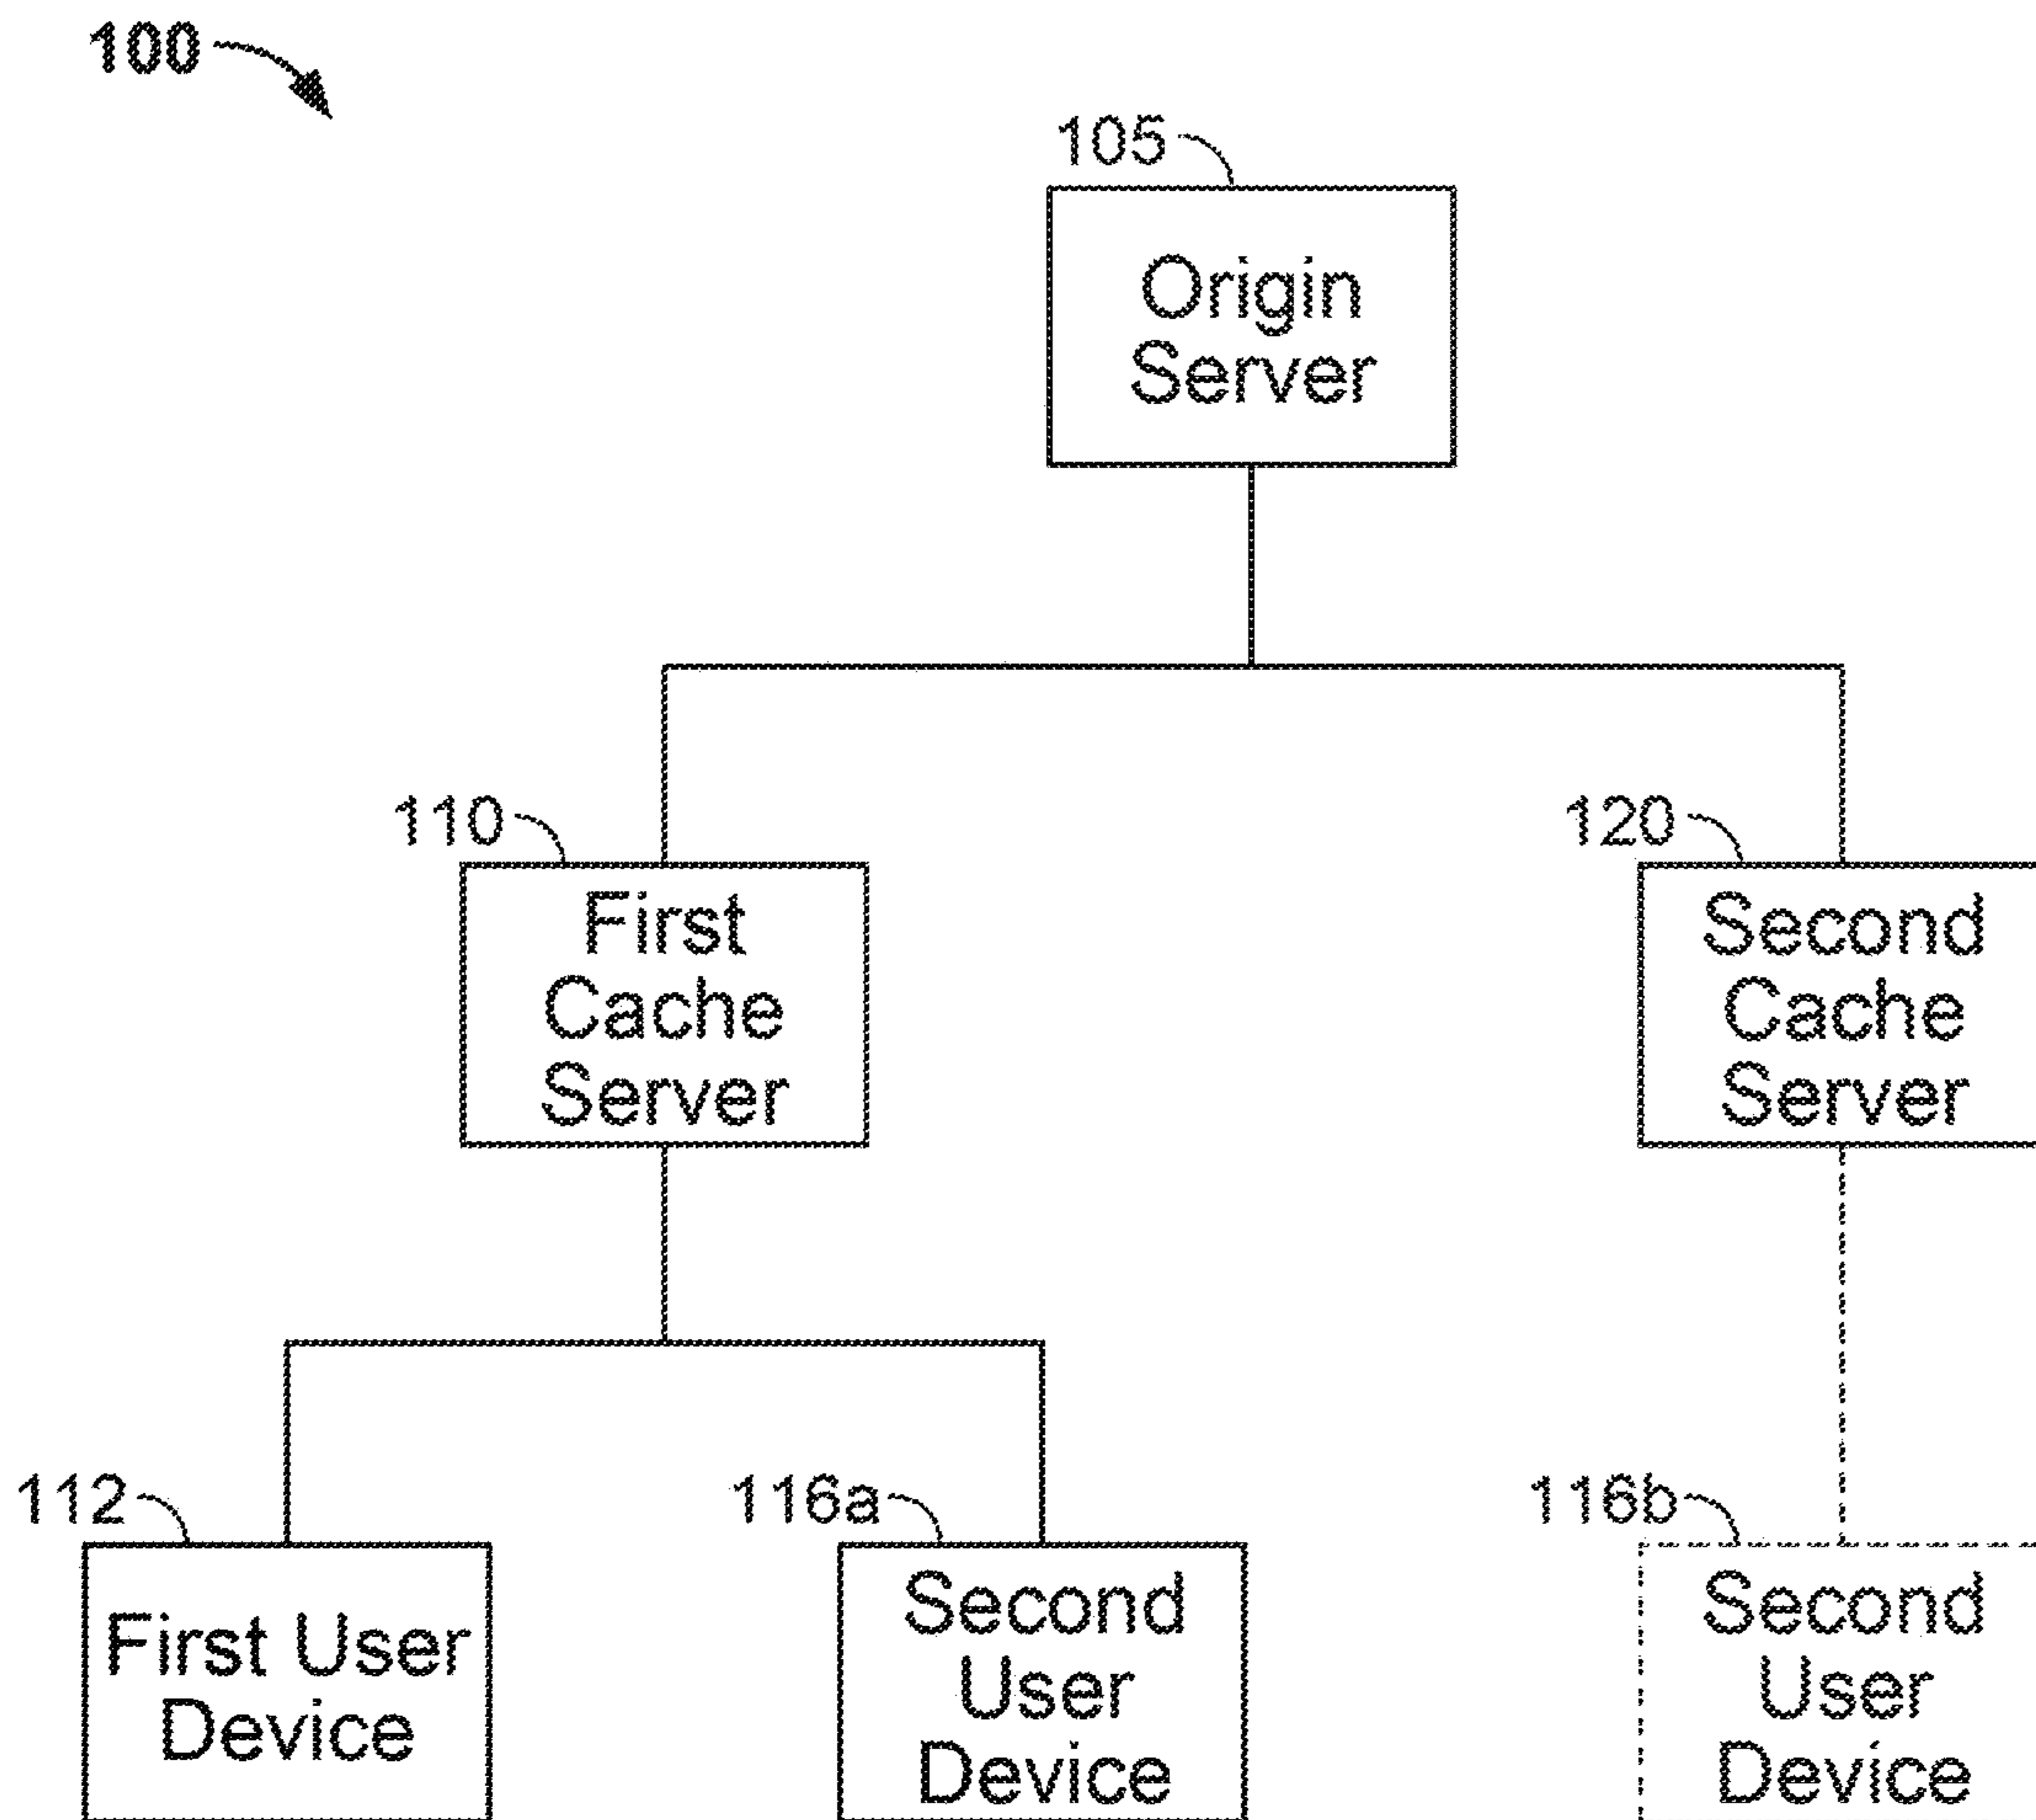 100
105
Origin
Server
110
First
Cache
Server
120
Second
Cache
Server
112
First User
Device
116a
Second
User
Device
116b
Second
User
Device